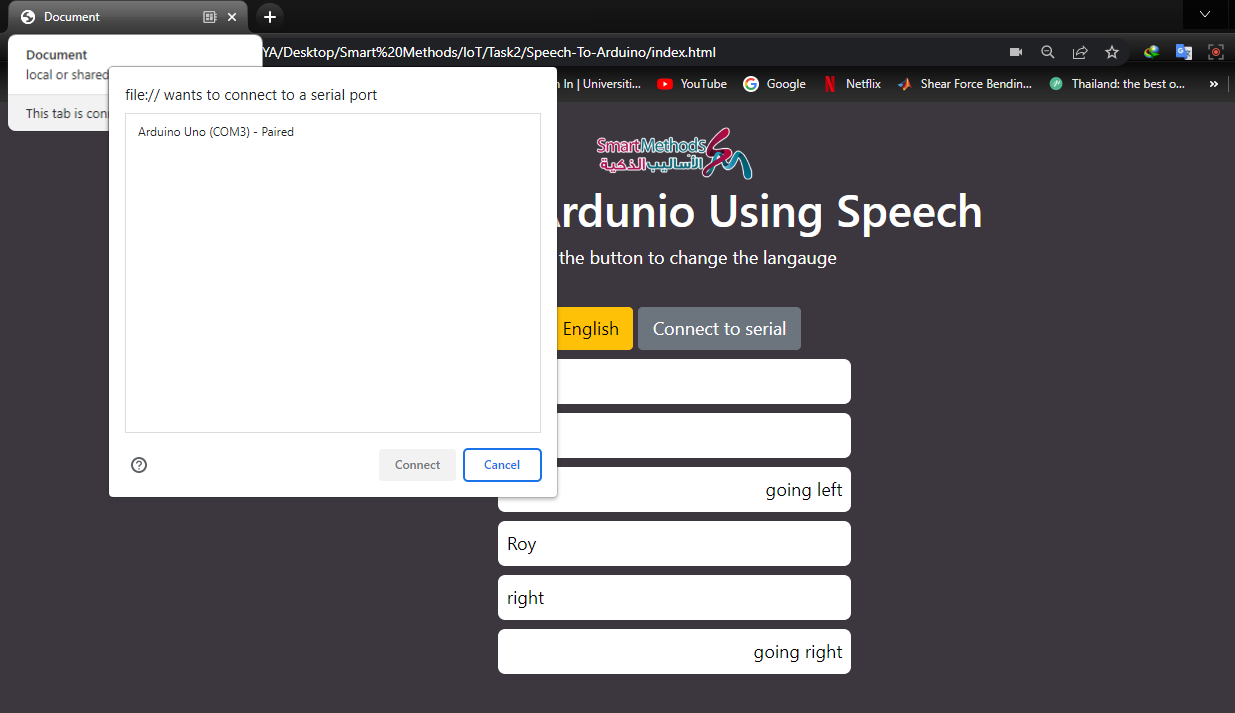 Document
Document
local or shared
This tab is con
YA/Desktop/Smart%20Methods/IoT/Task2/Speech-To-Arduino/index.html
n In | Universiti...
YouTube
Google
Netflix
Shear Force Bendin...
Thailand: the best o...
»
file:// wants to connect to a serial port
Arduino Uno (COM3) - Paired
Connect
Cancel
SmartMethods
الأساليب الذكية
Ardunio Using Speech
the button to change the langauge
English
Connect to serial
going left
Roy
right
going right